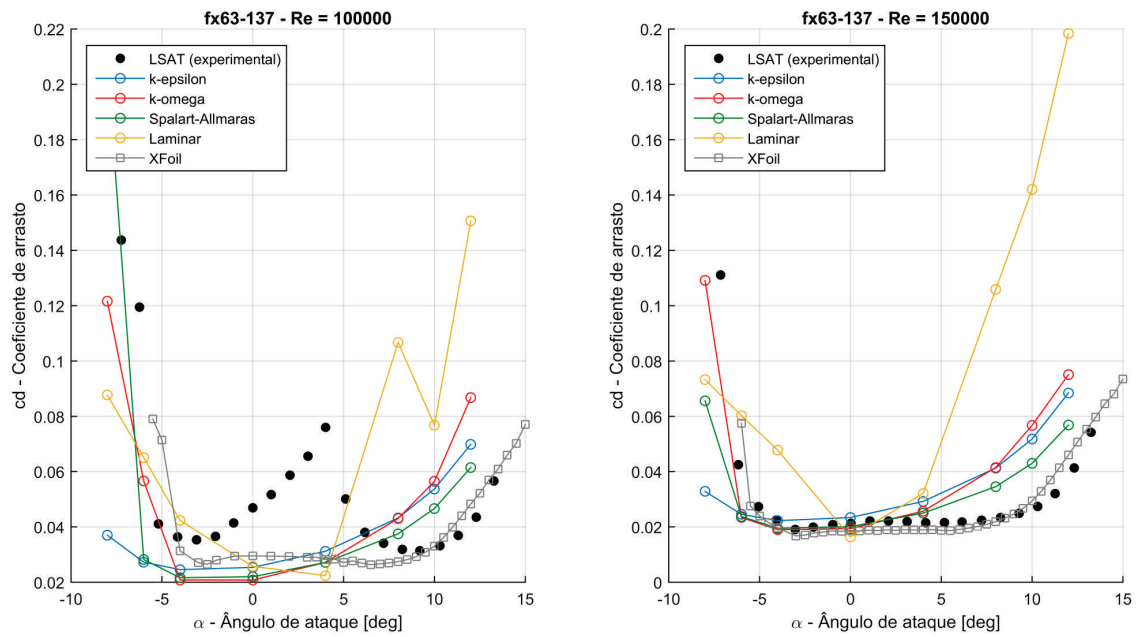 fx63-137 - Re = 100000
0.22
0.2
0.18
0.16
0.14
0.12
0.1
0.08
0.06
0.04
0.02
cd - Coeficiente de arrasto
LSAT (experimental)
k-epsilon
k-omega
Spalart-Allmaras
Laminar
XFoil
-10
-5
0
5
10
15
α - Ângulo de ataque [deg]
fx63-137 - Re = 150000
0.2
0.18
0.16
0.14
0.12
0.1
0.08
0.06
0.04
0.02
0
cd - Coeficiente de arrasto
LSAT (experimental)
k-epsilon
k-omega
Spalart-Allmaras
Laminar
XFoil
-10
-5
0
5
10
15
α - Ângulo de ataque [deg]